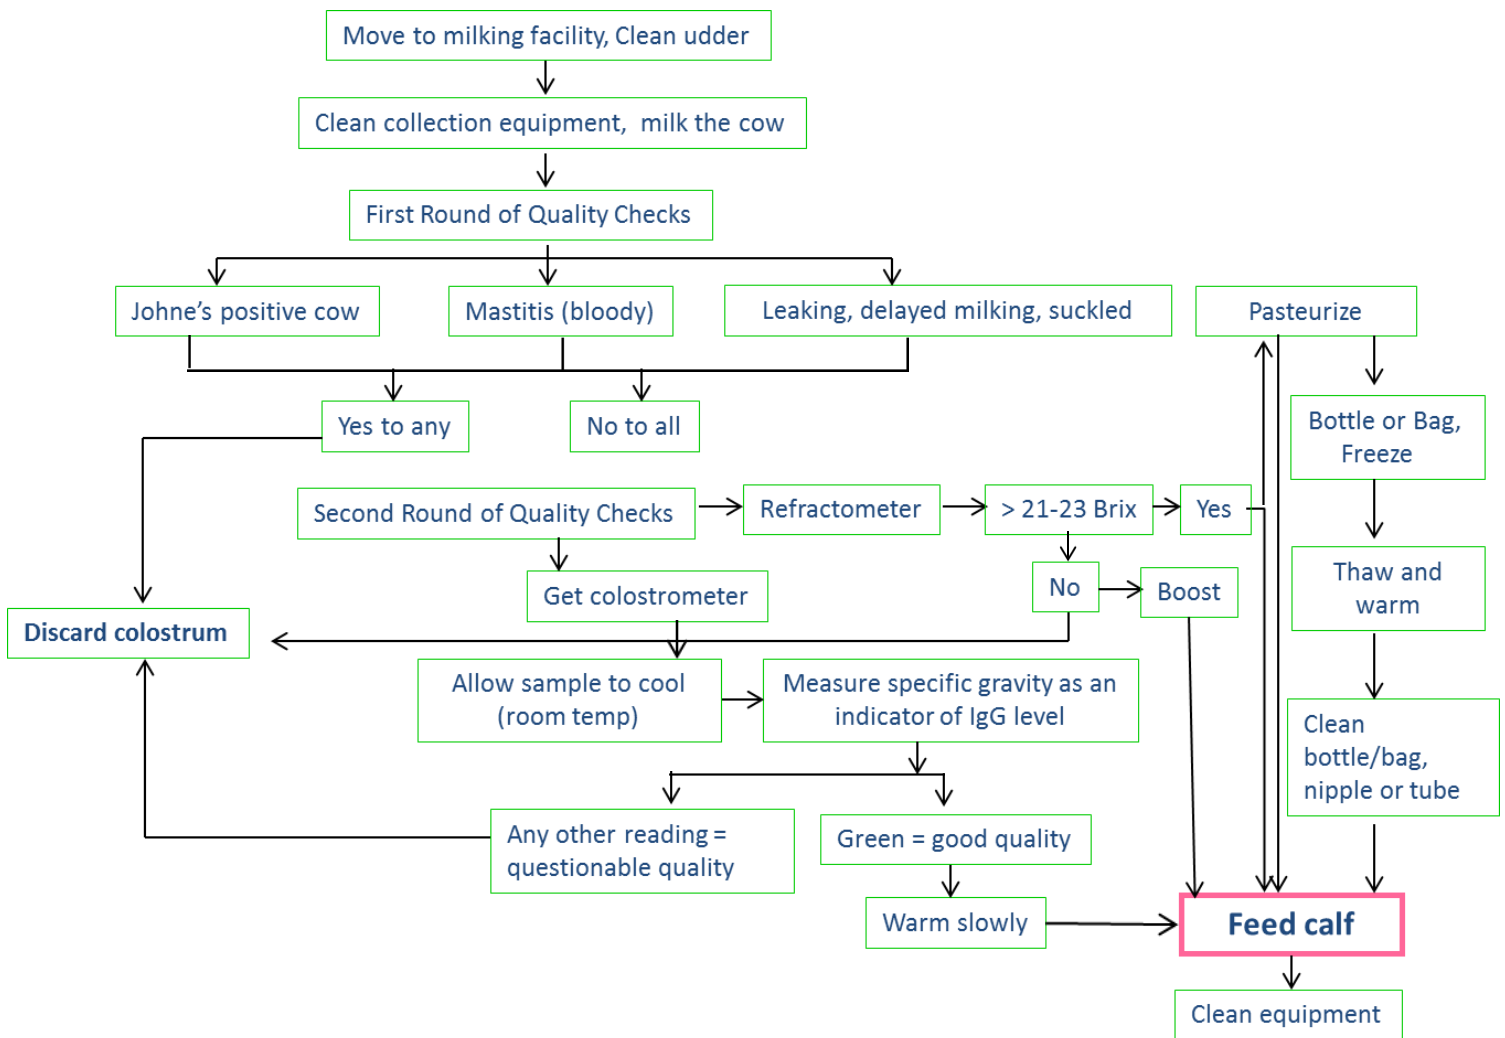 Move to milking facility, Clean udder
Clean collection equipment, milk the cow
First Round of Quality Checks
Johne's positive cow
Mastitis (bloody)
Leaking, delayed milking, suckled
Pasteurize
Yes to any
No to all
Bottle or Bag,
Freeze
Second Round of Quality Checks
Refractometer
> 21-23 Brix
Yes
Get colostrometer
No
Boost
Thaw and
warm
Discard colostrum
Allow sample to cool
(room temp)
Measure specific gravity as an
indicator of IgG level
Clean
bottle/bag,
nipple or tube
Any other reading =
questionable quality
Green = good quality
Warm slowly
Feed calf
Clean equipment